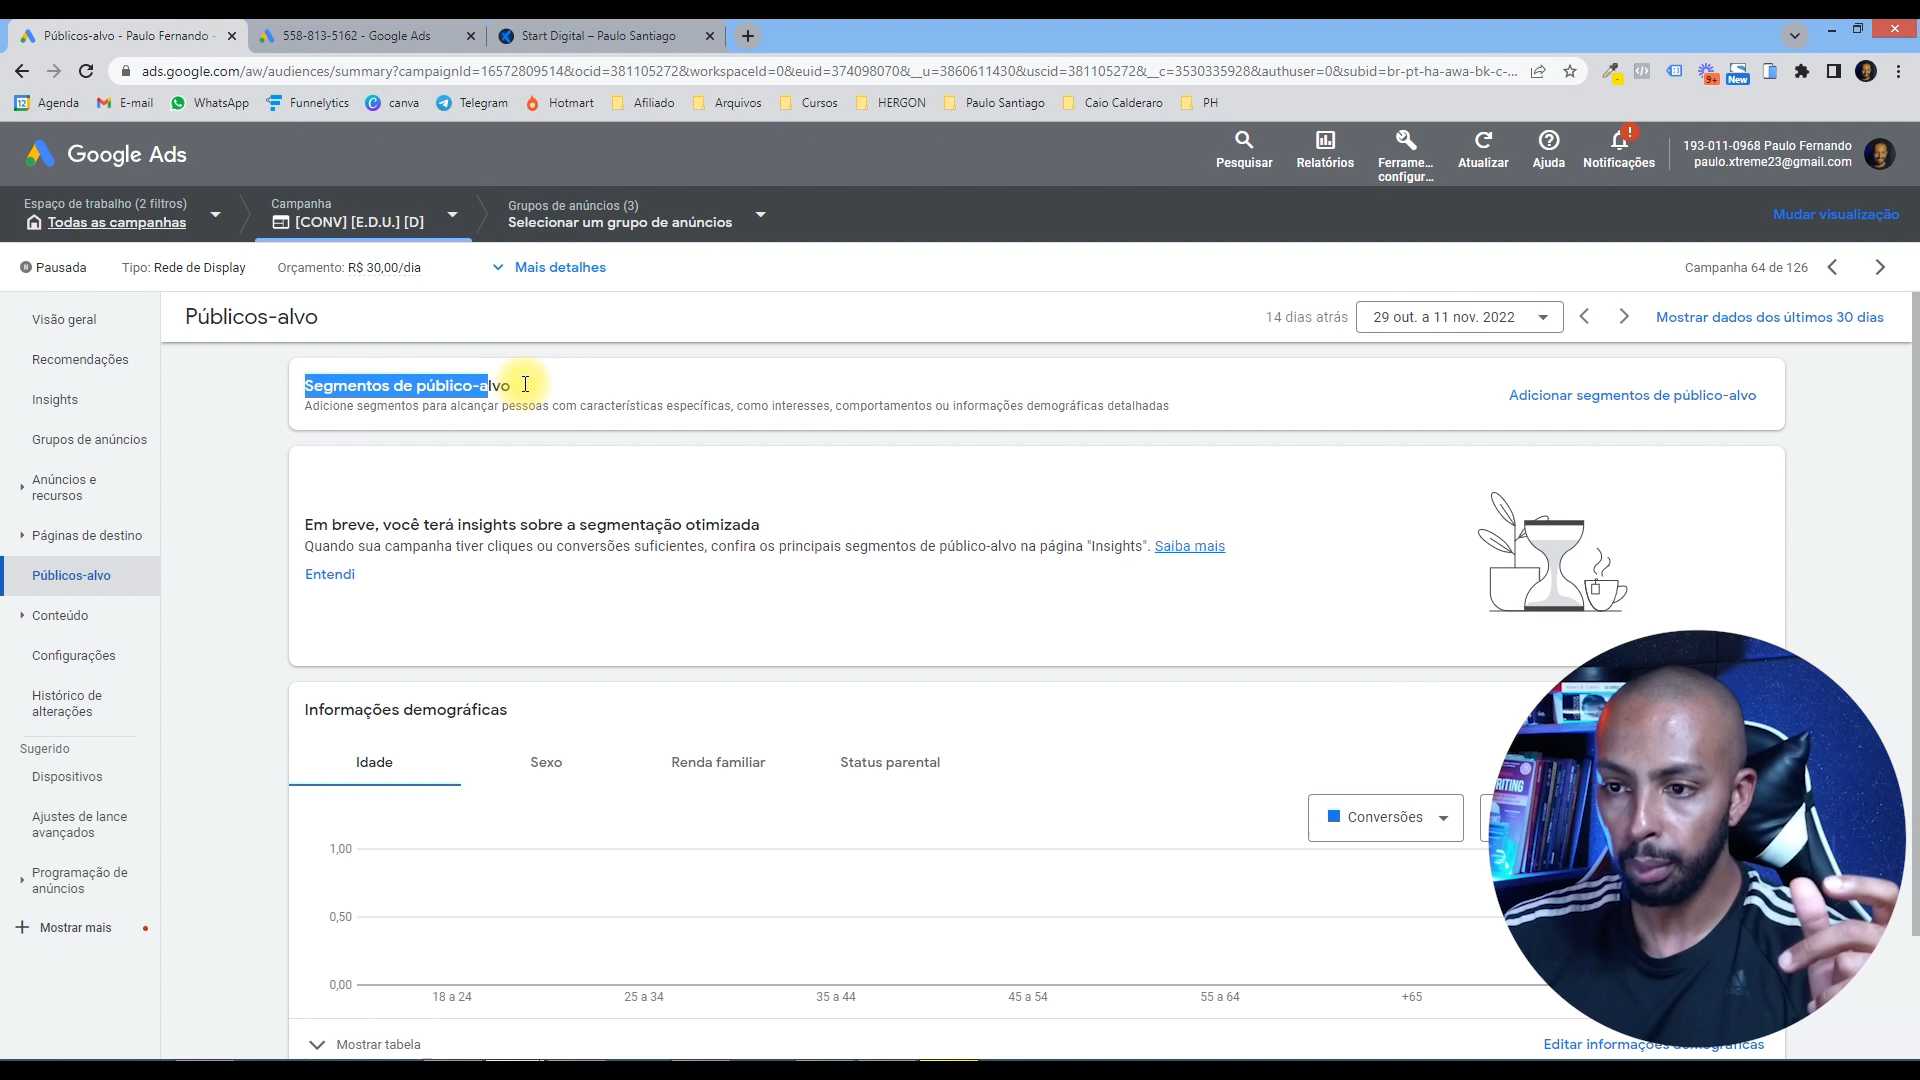 Públicos-alvo - Paulo Fernando -
558-813-5162 - Google Ads
Start Digital – Paulo Santiago
ads.google.com/aw/audiences/summary?campaignId=16572809514&ocid=381105272&workspaceId=0&euid=374098070&__u=3860611430&uscid=381105272&__c=3530335928&authuser=0&subid=br-pt-ha-awa-bk-c-...
9+
New
12 Agenda
E-mail
WhatsApp
Funnelytics
canva
Telegram
Hotmart
Afiliado
Arquivos
Cursos
HERGON
Paulo Santiago
Caio Calderaro
PH
Google Ads
Pesquisar
Relatórios
Ferrame... configur...
Atualizar
Ajuda
!
Notificações
193-011-0968 Paulo Fernando
paulo.xtreme23@gmail.com
Espaço de trabalho (2 filtros)
Todas as campanhas
Campanha
[CONV] [E.D.U.] [D]
Grupos de anúncios (3)
Selecionar um grupo de anúncios
Mudar visualização
Pausada
Tipo: Rede de Display
Orçamento: R$ 30,00/dia
Mais detalhes
Campanha 64 de 126
Visão geral
Recomendações
Insights
Grupos de anúncios
Anúncios e
recursos
Páginas de destino
Públicos-alvo
Conteúdo
Configurações
Histórico de
alterações
Sugerido
Dispositivos
Ajustes de lance
avançados
Programação de
anúncios
Mostrar mais
Públicos-alvo
14 dias atrás
29 out. a 11 nov. 2022
Mostrar dados dos últimos 30 dias
Segmentos de público-alvo
Adicione segmentos para alcançar pessoas com características específicas, como interesses, comportamentos ou informações demográficas detalhadas
Adicionar segmentos de público-alvo
Em breve, você terá insights sobre a segmentação otimizada
Quando sua campanha tiver cliques ou conversões suficientes, confira os principais segmentos de público-alvo na página "Insights". Saiba mais
Entendi
Informações demográficas
Idade
Sexo
Renda familiar
Status parental
Conversões
1,00
0,50
0,00
18 a 24
25 a 34
35 a 44
45 a 54
55 a 64
+65
Mostrar tabela
Editar informações demográficas